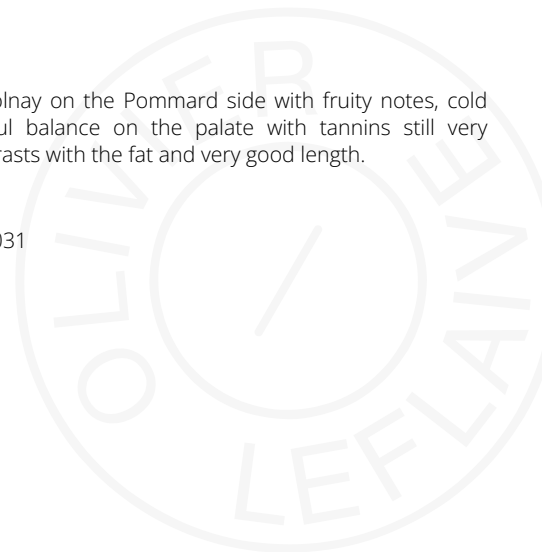 lnay on the Pommard side with fruity notes, cold
ul balance on the palate with tannins still very
rasts with the fat and very good length.
031
OLIVIER
LEFLAIVE